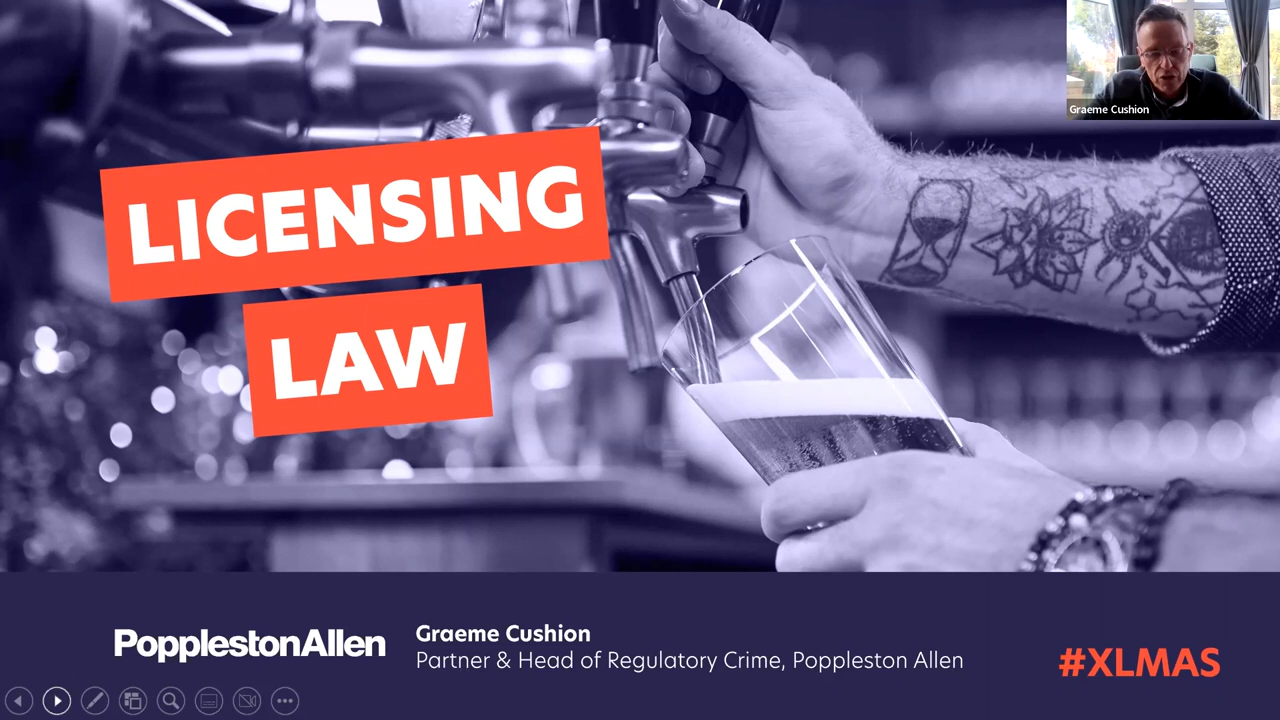 Graeme Cushion
LICENSING
LAW
PopplestonAllen
Graeme Cushion
Partner & Head of Regulatory Crime, Poppleston Allen
#XLMAS